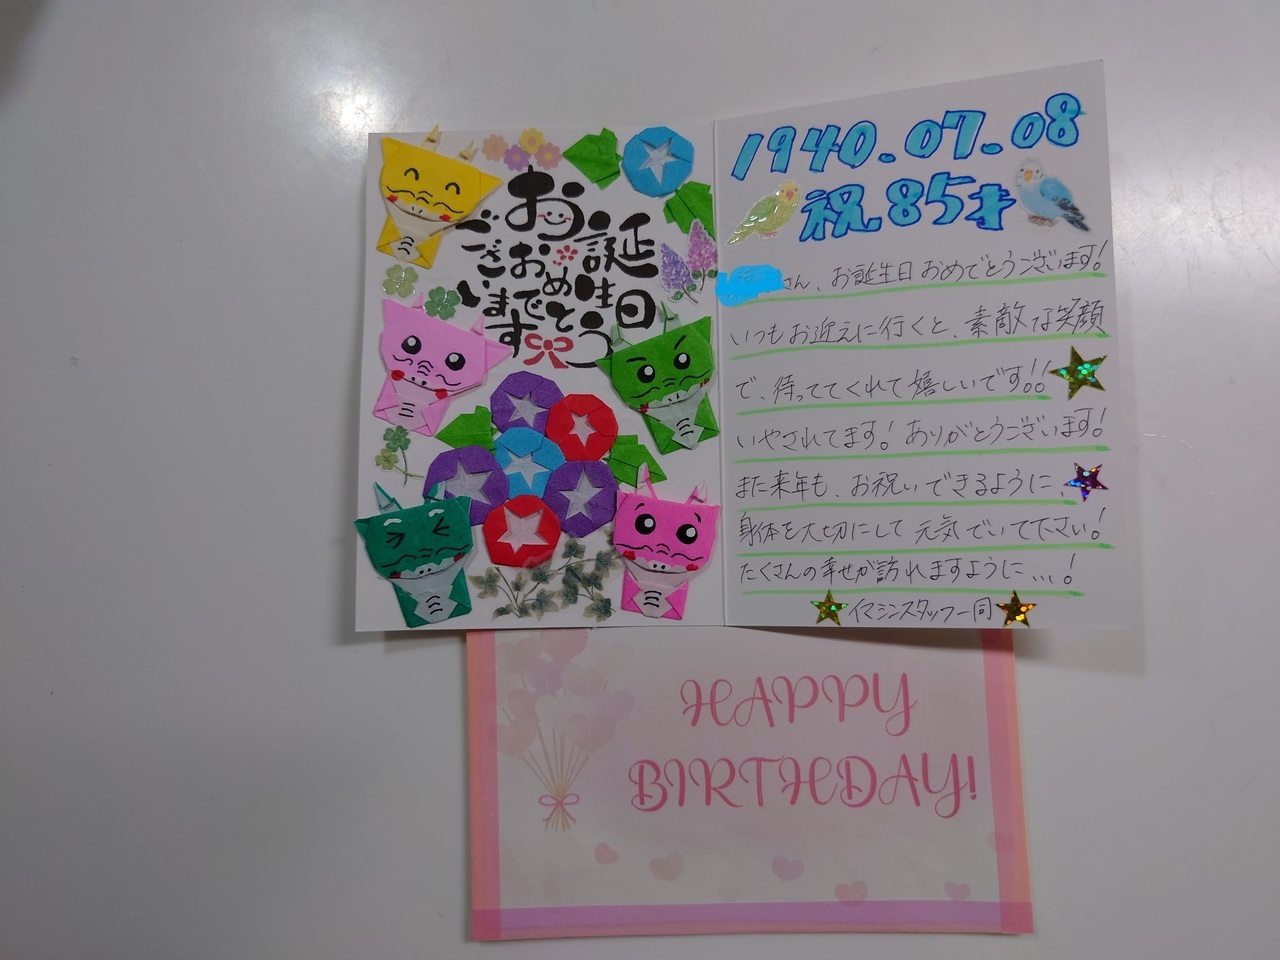 お誕生日
おめでとう
ございます
1940.07.08
祝85才
さん、お誕生日おめでとうございます!
いつもお迎えに行くと、素敵な笑顔
で、待っててくれて嬉しいです!!
いやされてます!ありがとうございます!
また来年も、お祝いできるように、
身体を大切にして元気でいて下さい!
たくさんの幸せが訪れますように...!
イマジンスタッフ一同
HAPPY
BIRTHDAY!